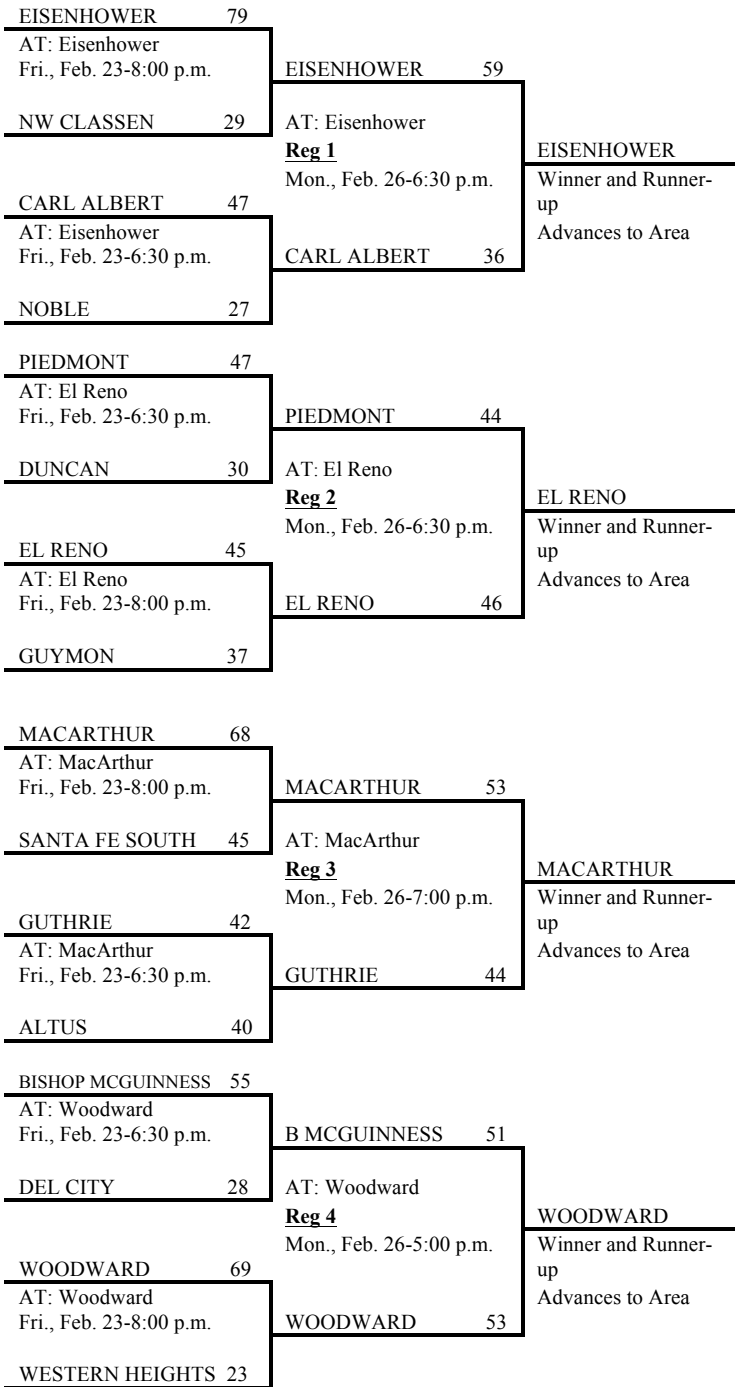 EISENHOWER 79
AT: Eisenhower
Fri., Feb. 23-8:00 p.m.
EISENHOWER 59
NW CLASSEN 29
AT: Eisenhower
Reg 1
EISENHOWER
Mon., Feb. 26-6:30 p.m.
Winner and Runner-
up
CARL ALBERT 47
AT: Eisenhower
Advances to Area
Fri., Feb. 23-6:30 p.m.
CARL ALBERT 36
NOBLE 27
PIEDMONT 47
AT: El Reno
Fri., Feb. 23-6:30 p.m.
PIEDMONT 44
DUNCAN 30
AT: El Reno
Reg 2
EL RENO
Mon., Feb. 26-6:30 p.m.
Winner and Runner-
up
EL RENO 45
AT: El Reno
Advances to Area
Fri., Feb. 23-8:00 p.m.
EL RENO 46
GUYMON 37
MACARTHUR 68
AT: MacArthur
Fri., Feb. 23-8:00 p.m.
MACARTHUR 53
SANTA FE SOUTH 45
AT: MacArthur
Reg 3
MACARTHUR
Mon., Feb. 26-7:00 p.m.
Winner and Runner-
up
GUTHRIE 42
AT: MacArthur
Advances to Area
Fri., Feb. 23-6:30 p.m.
GUTHRIE 44
ALTUS 40
BISHOP MCGUINNESS 55
AT: Woodward
Fri., Feb. 23-6:30 p.m.
B MCGUINNESS 51
DEL CITY 28
AT: Woodward
Reg 4
WOODWARD
Mon., Feb. 26-5:00 p.m.
Winner and Runner-
up
WOODWARD 69
AT: Woodward
Advances to Area
Fri., Feb. 23-8:00 p.m.
WOODWARD 53
WESTERN HEIGHTS 23